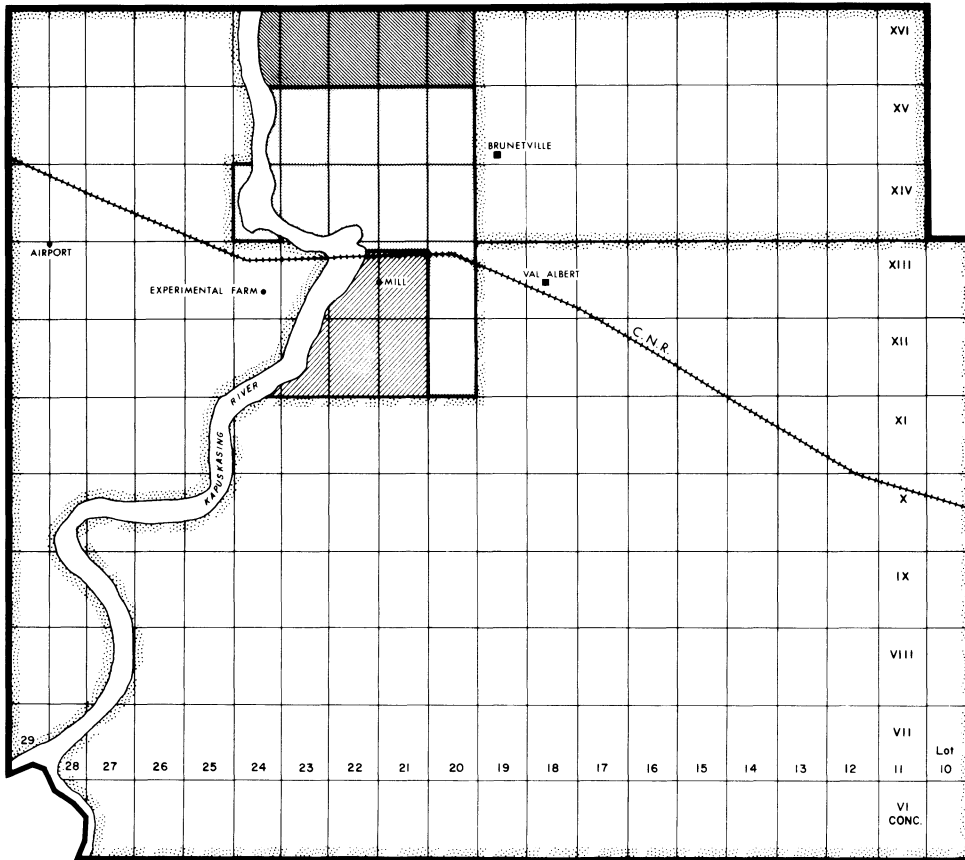 XVI
XV
BRUNETVILLE
XIV
AIRPORT
XIII
EXPERIMENTAL FARM
MILL
VAL ALBERT
C.N.R.
XII
KAPUSKASING RIVER
XI
X
IX
VIII
VII
29 28 27 26 25 24 23 22 21 20 19 18 17 16 15 14 13 12 11 10
Lot
VI
CONC.